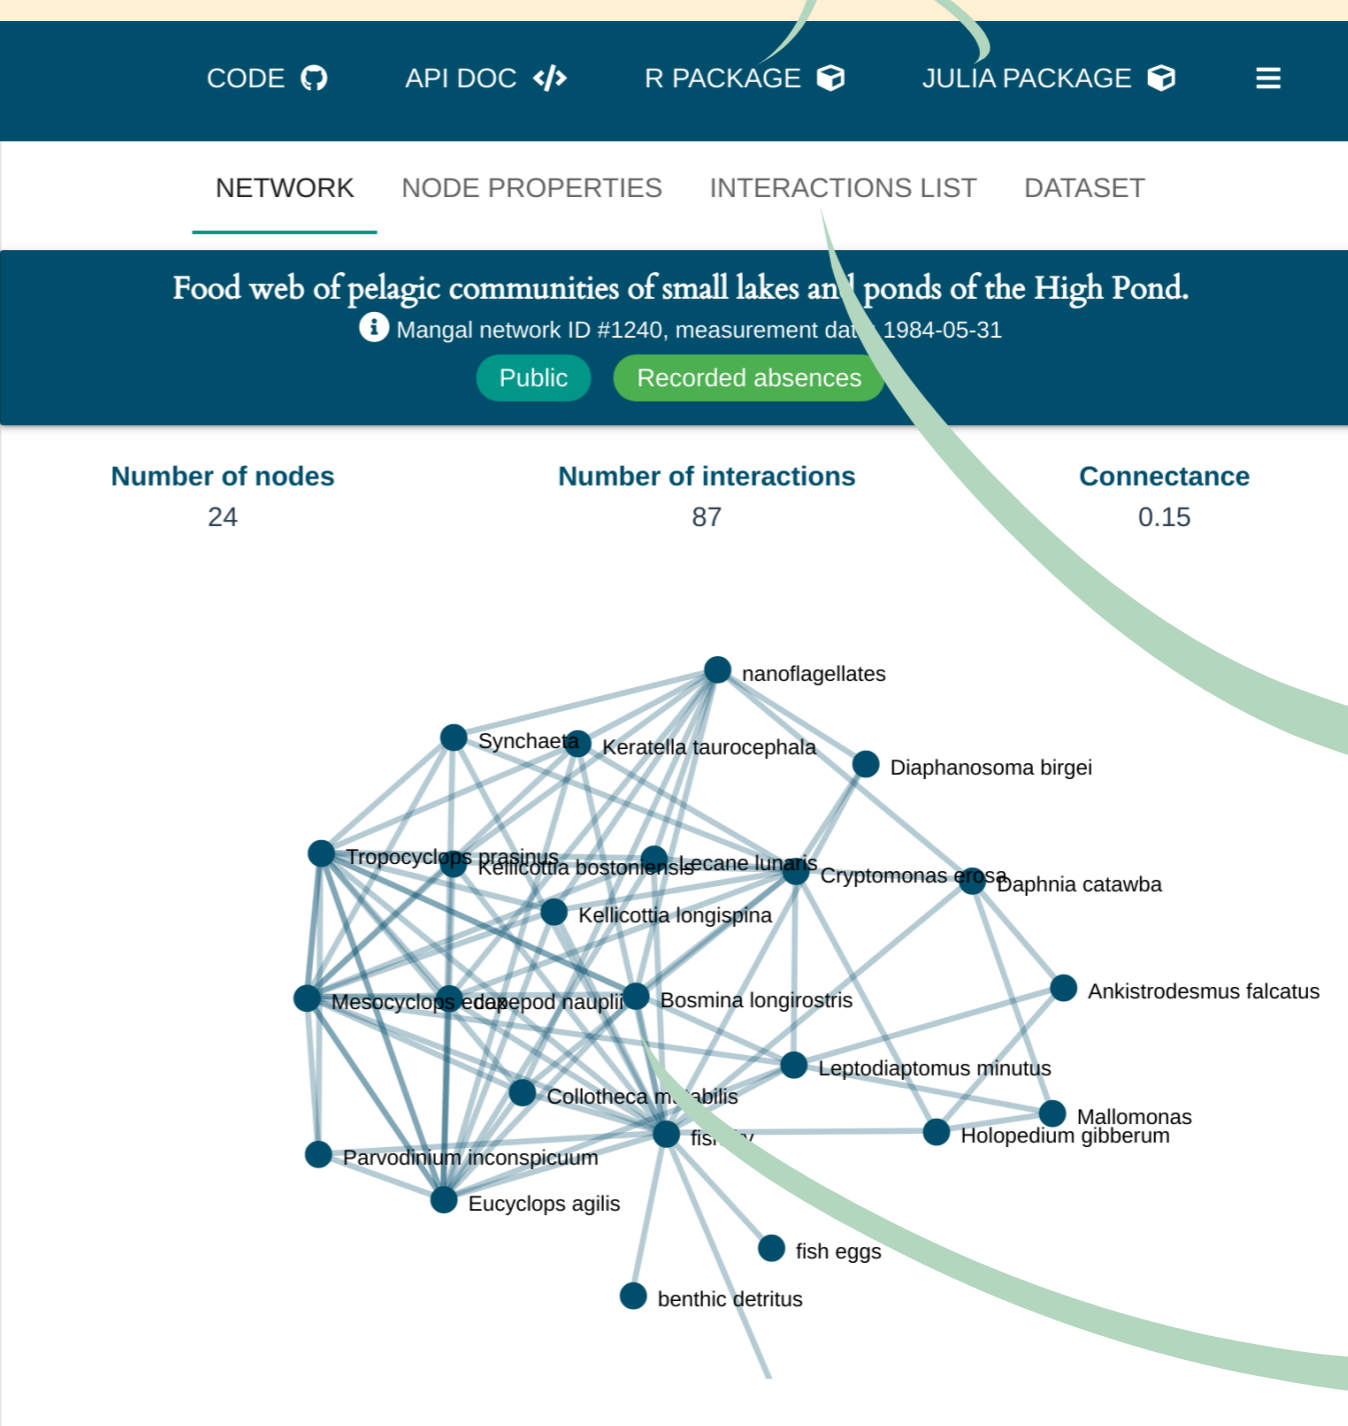 CODE API DOC R PACKAGE JULIA PACKAGE
NETWORK NODE PROPERTIES INTERACTIONS LIST DATASET
Food web of pelagic communities of small lakes and ponds of the High Pond.
Mangal network ID #1240, measurement date: 1984-05-31
Public Recorded absences
Number of nodes Number of interactions Connectance
24 87 0.15
nanoflagellates
Synchaeta
Keratella taurocephala
Diaphanosoma birgei
Tropocyclops prasinus
Kellicottia bostoniensis
Lecane lunaris
Cryptomonas erosa
Daphnia catawba
Kellicottia longispina
Ankistrodesmus falcatus
Mesocyclops edax
copepod nauplii
Bosmina longirostris
Leptodiaptomus minutus
Collotheca mutabilis
Mallomonas
Holopedium gibberum
Parvodinium inconspicuum
Eucyclops agilis
fish eggs
benthic detritus